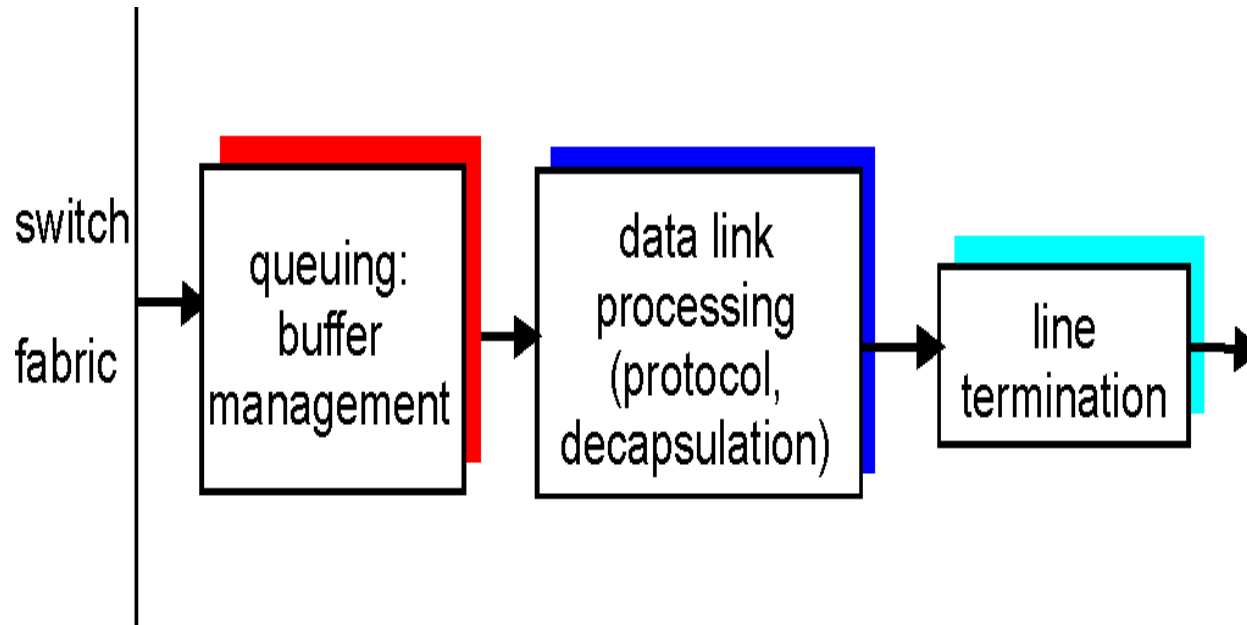 switch
fabric
queuing:
buffer
management
data link
processing
(protocol,
decapsulation)
line
termination